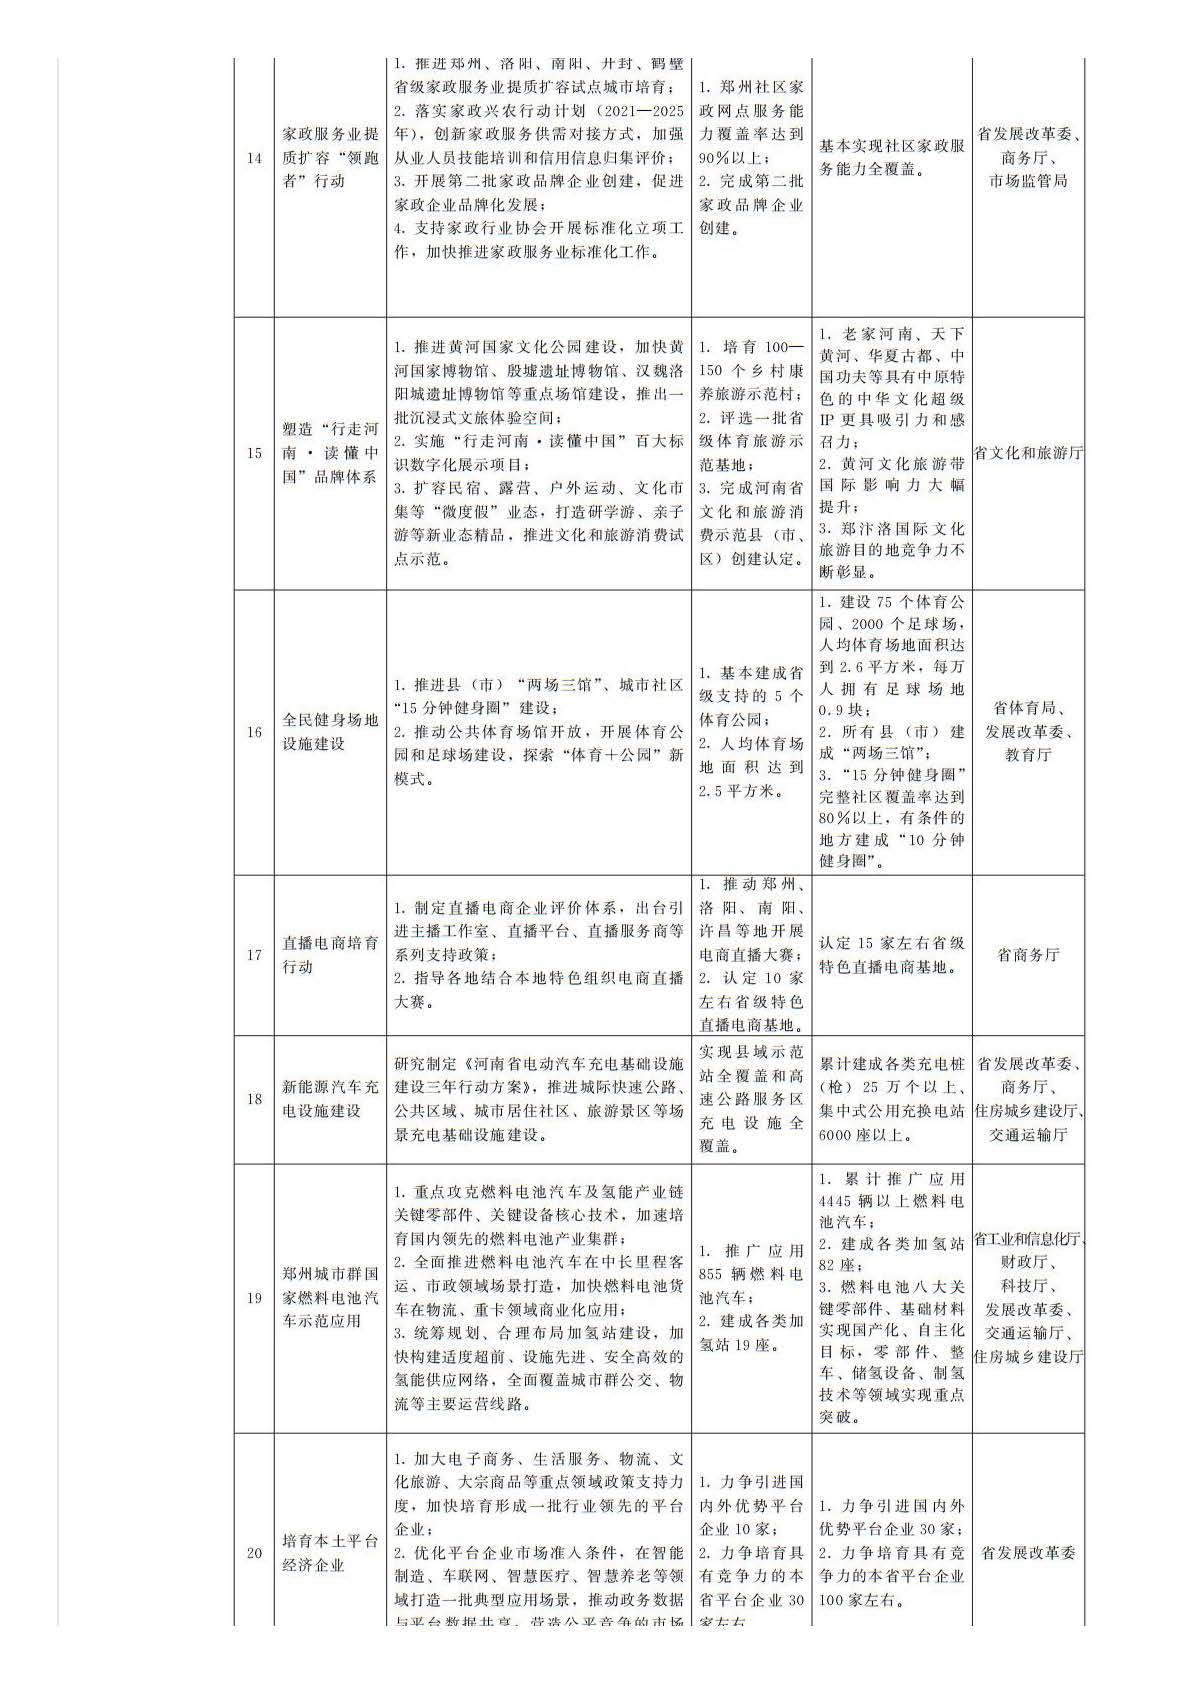 14
家政服务业提
质扩容“领跑
者”行动
1. 推进郑州、洛阳、南阳、开封、鹤壁
省级家政服务业提质扩容试点城市培育；
2. 落实家政兴农行动计划（2021—2025
年），创新家政服务供需对接方式，加强
从业人员技能培训和信用信息归集评价；
3. 开展第二批家政品牌企业创建，促进
家政企业品牌化发展；
4. 支持家政行业协会开展标准化立项工
作，加快推进家政服务业标准化工作。
1. 郑州社区家
政网点服务能
力覆盖率达到
90％以上；
2. 完成第二批
家政品牌企业
创建。
基本实现社区家政服
务能力全覆盖。
省发展改革委、
商务厅、
市场监管局
15
塑造“行走河
南·读懂中
国”品牌体系
1. 推进黄河国家文化公园建设，加快黄
河国家博物馆、殷墟遗址博物馆、汉魏洛
阳城遗址博物馆等重点场馆建设，推出一
批沉浸式文旅体验空间；
2. 实施“行走河南·读懂中国”百大标
识数字化展示项目；
3. 扩容民宿、露营、户外运动、文化市
集等“微度假”业态，打造研学游、亲子
游等新业态精品，推进文化和旅游消费试
点示范。
1. 培育 100—
150 个乡村康
养旅游示范村；
2. 评选一批省
级体育旅游示
范基地；
3. 完成河南省
文化和旅游消
费示范县（市、
区）创建认定。
1. 老家河南、天下
黄河、华夏古都、中
国功夫等具有中原特
色的中华文化超级
IP 更具吸引力和感
召力；
2. 黄河文化旅游带
国际影响力大幅
提升；
3. 郑汴洛国际文化
旅游目的地竞争力不
断彰显。
省文化和旅游厅
16
全民健身场地
设施建设
1. 推进县（市）“两场三馆”、城市社区
“15 分钟健身圈” 建设；
2. 推动公共体育场馆开放，开展体育公
园和足球场建设，探索“体育＋公园”新
模式。
1. 基本建成省
级支持的 5 个
体育公园；
2. 人均体育场
地面积达到
2.5 平方米。
1. 建设 75 个体育公
园、2000 个足球场，
人均体育场地面积达
到 2.6 平方米，每万
人拥有足球场地
0.9 块；
2. 所有县（市）建
成“两场三馆”；
3. “15 分钟健身圈”
完整社区覆盖率达到
80％以上，有条件的
地方建成“10 分钟
健身圈”。
省体育局、
发展改革委、
教育厅
17
直播电商培育
行动
1. 制定直播电商企业评价体系，出台引
进主播工作室、直播平台、直播服务商等
系列支持政策；
2. 指导各地结合本地特色组织电商直播
大赛。
1. 推动郑州、
洛阳、南阳、
许昌等地开展
电商直播大赛；
2. 认定 10 家
左右省级特色
直播电商基地。
认定 15 家左右省级
特色直播电商基地。
省商务厅
18
新能源汽车充
电设施建设
研究制定《河南省电动汽车充电基础设施
建设三年行动方案》，推进城际快速公路、
公共区域、城市居住社区、旅游景区等场
景充电基础设施建设。
实现县域示范
站全覆盖和高
速公路服务区
充电设施全
覆盖。
累计建成各类充电桩
（枪）25 万个以上、
集中式公用充换电站
6000 座以上。
省发展改革委、
商务厅、
住房城乡建设厅、
交通运输厅
19
郑州城市群国
家燃料电池汽
车示范应用
1. 重点攻克燃料电池汽车及氢能产业链
关键零部件、关键设备核心技术，加速培
育国内领先的燃料电池产业集群；
2. 全面推进燃料电池汽车在中长里程客
运、市政领域场景打造，加快燃料电池货
车在物流、重卡领域商业化应用；
3. 统筹规划、合理布局加氢站建设，加
快构建适度超前、设施先进、安全高效的
氢能供应网络，全面覆盖城市群公交、物
流等主要运营线路。
1. 推广应用
855 辆燃料电
池汽车；
2. 建成各类加
氢站 19 座。
1. 累计推广应用
4445 辆以上燃料电
池汽车；
2. 建成各类加氢站
82 座；
3. 燃料电池八大关
键零部件、基础材料
实现国产化、自主化
目标，零部件、整
车、储氢设备、制氢
技术等领域实现重点
突破。
省工业和信息化厅、
财政厅、
科技厅、
发展改革委、
交通运输厅、
住房城乡建设厅
20
培育本土平台
经济企业
1. 加大电子商务、生活服务、物流、文
化旅游、大宗商品等重点领域政策支持力
度，加快培育形成一批行业领先的平台
企业；
2. 优化平台企业市场准入条件，在智能
制造、车联网、智慧医疗、智慧养老等领
域打造一批典型应用场景，推动政务数据
与平台数据共享，营造公平竞争的市场
1. 力争引进国
内外优势平台
企业 10 家；
2. 力争培育具
有竞争力的本
省平台企业 30
家左右
1. 力争引进国内外
优势平台企业 30 家；
2. 力争培育具有竞
争力的本省平台企业
100 家左右。
省发展改革委